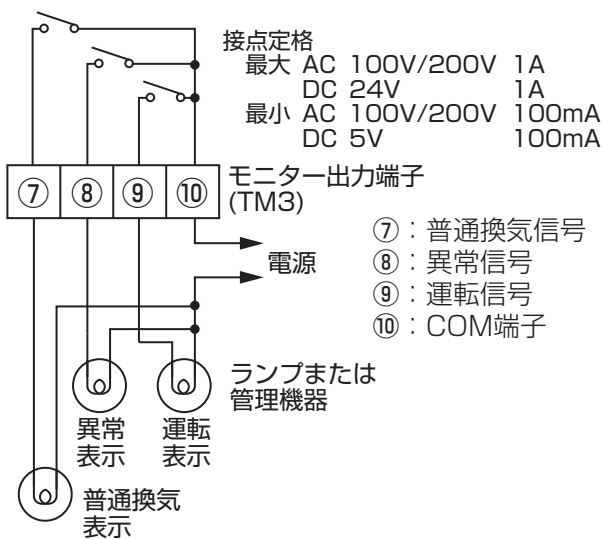 接点定格
最大 AC 100V/200V 1A
DC 24V 1A
最小 AC 100V/200V 100mA
DC 5V 100mA
⑦ ⑧ ⑨ ⑩
モニター出力端子
(TM3)
電源
⑦：普通換気信号
⑧：異常信号
⑨：運転信号
⑩：COM端子
ランプまたは
管理機器
異常
表示
運転
表示
普通換気
表示